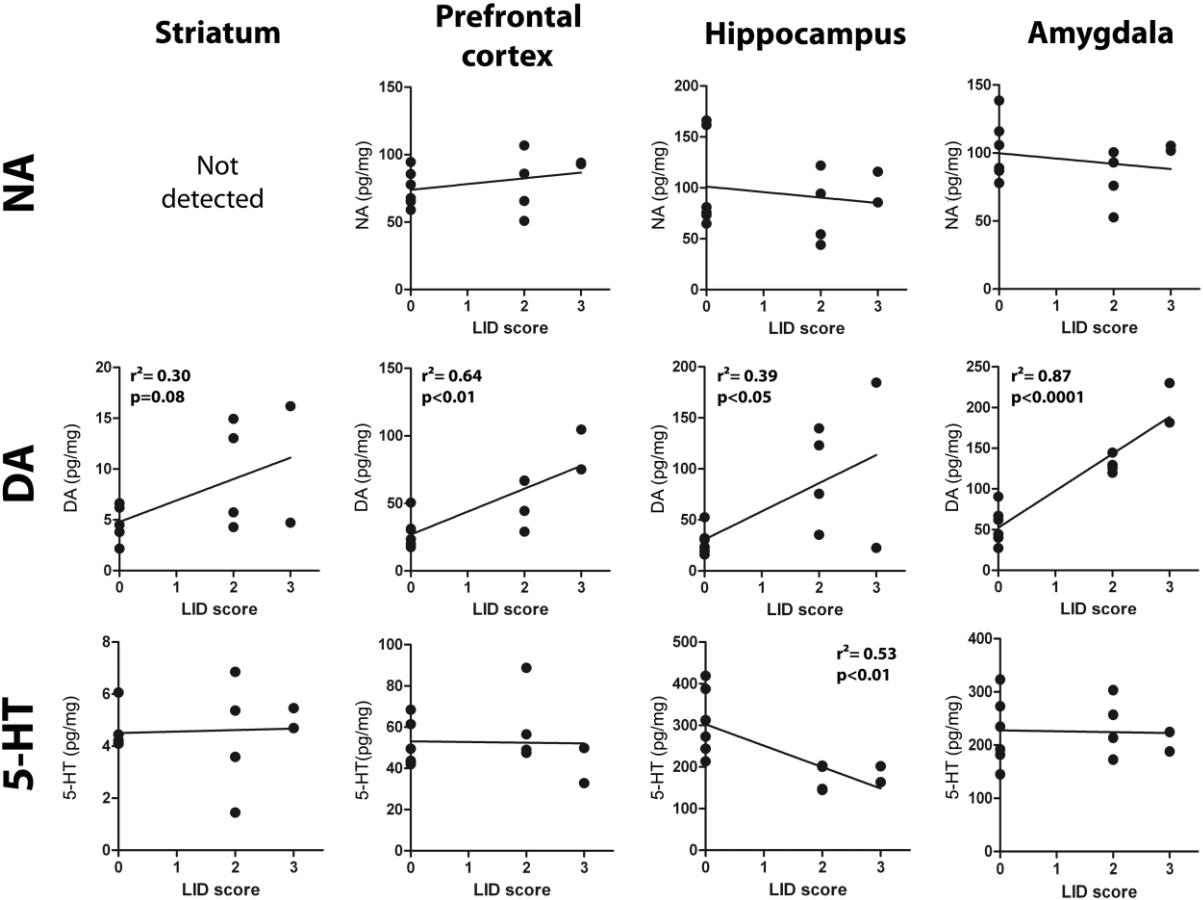 Striatum
Prefrontal
cortex
Hippocampus
Amygdala
NA
Not
detected
NA (pg/mg)
150
100
50
0
0 1 2 3
LID score
NA (pg/mg)
200
150
100
50
0
0 1 2 3
LID score
NA (pg/mg)
150
100
50
0
0 1 2 3
LID score
DA
DA (pg/mg)
20
15
10
5
0
r²= 0.30
p=0.08
0 1 2 3
LID score
DA (pg/mg)
150
100
50
0
r²= 0.64
p<0.01
0 1 2 3
LID score
DA (pg/mg)
200
150
100
50
0
r²= 0.39
p<0.05
0 1 2 3
LID score
DA (pg/mg)
250
200
150
100
50
0
r²= 0.87
p<0.0001
0 1 2 3
LID score
5-HT
5-HT (pg/mg)
8
6
4
2
0
0 1 2 3
LID score
5-HT(pg/mg)
100
80
60
40
20
0
0 1 2 3
LID score
5-HT (pg/mg)
500
400
300
200
100
0
r²= 0.53
p<0.01
0 1 2 3
LID score
5-HT (pg/mg)
400
300
200
100
0
0 1 2 3
LID score